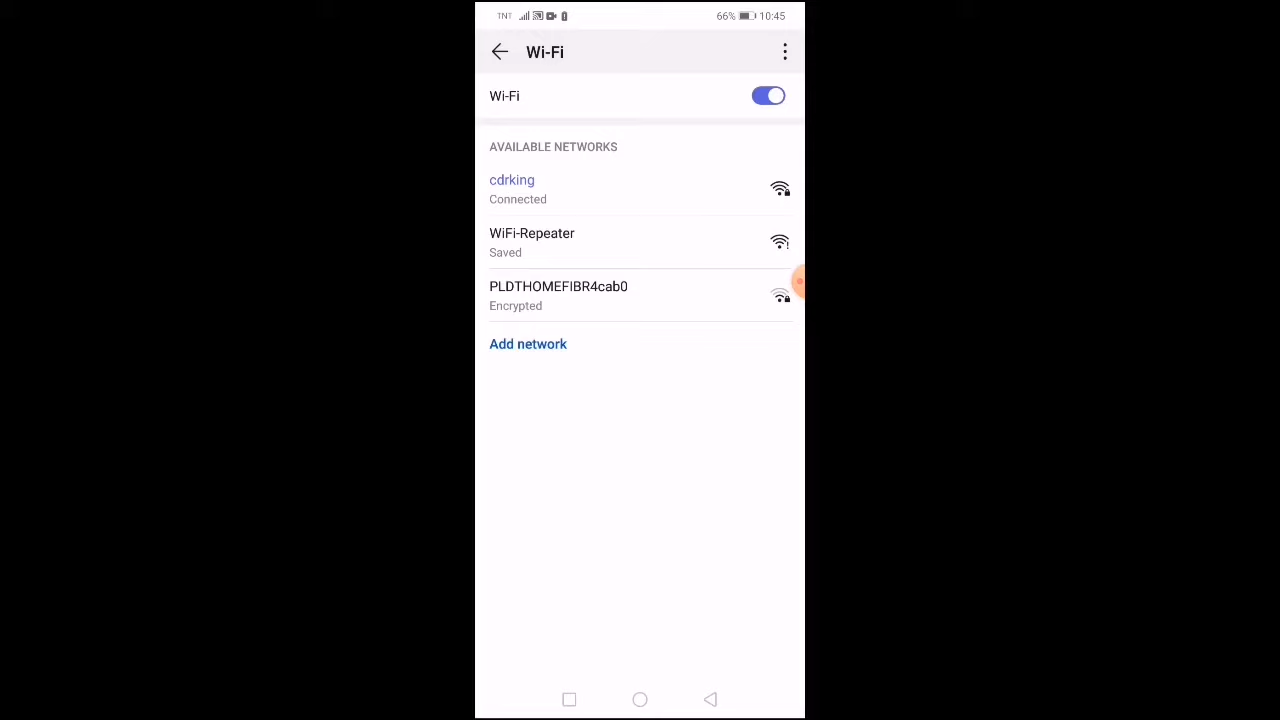 TNT 66% 10:45
Wi-Fi
Wi-Fi
AVAILABLE NETWORKS
cdrking
Connected
WiFi-Repeater
Saved
PLDTHOMEFIBR4cab0
Encrypted
Add network